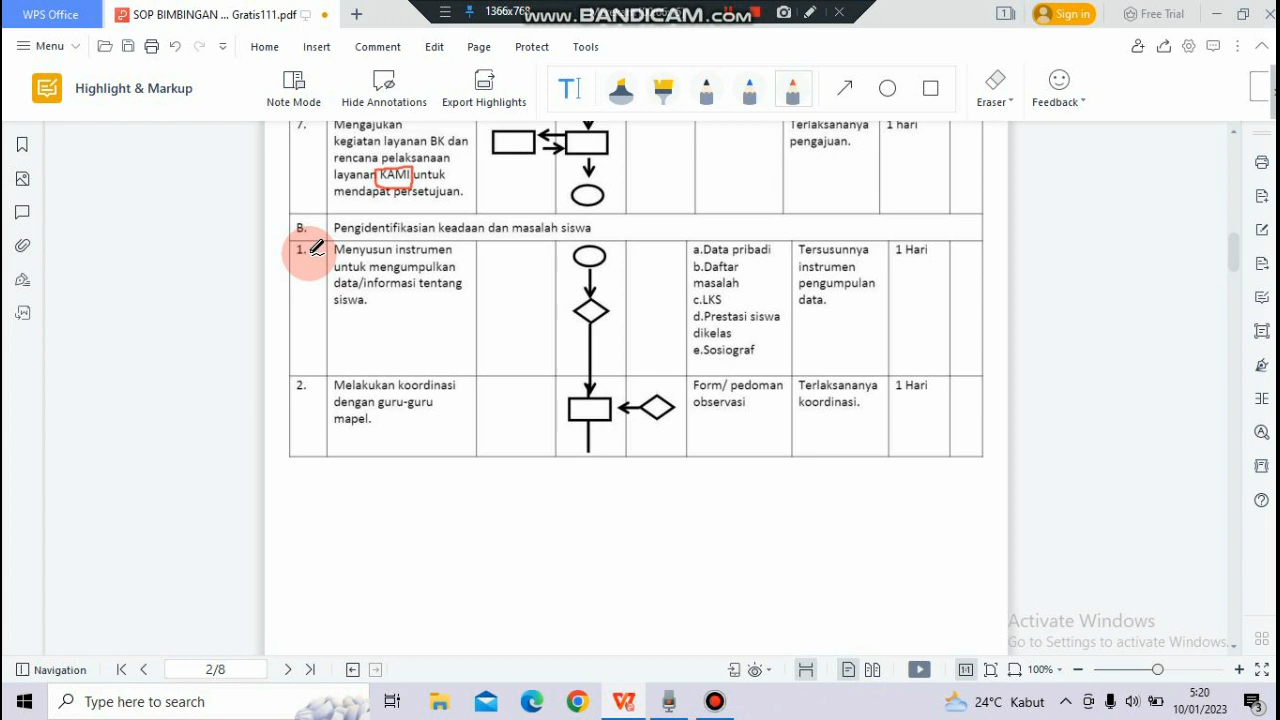 WPS Office
SOP BIMBINGAN ... Gratis111.pdf
1366x768
www.BANDICAM.com
Sign in
Free Trial
Menu
Home
Insert
Comment
Edit
Page
Protect
Tools
Highlight & Markup
Note Mode
Hide Annotations
Export Highlights
Eraser
Feedback
7. Mengajukan Terlaksananya 1 hari
kegiatan layanan BK dan pengajuan.
rencana pelaksanaan
layanan KAMI untuk
mendapat persetujuan.
B. Pengidentifikasian keadaan dan masalah siswa
1. Menyusun instrumen a.Data pribadi Tersusunnya 1 Hari
untuk mengumpulkan b.Daftar instrumen
data/informasi tentang masalah pengumpulan
siswa. c.LKS data.
d.Prestasi siswa
dikelas
e.Sosiograf
2. Melakukan koordinasi Form/ pedoman Terlaksananya 1 Hari
dengan guru-guru observasi koordinasi.
mapel.
Activate Windows
Go to Settings to activate Windows.
Navigation
2/8
100%
Type here to search
24°C Kabut
5:20
10/01/2023
3